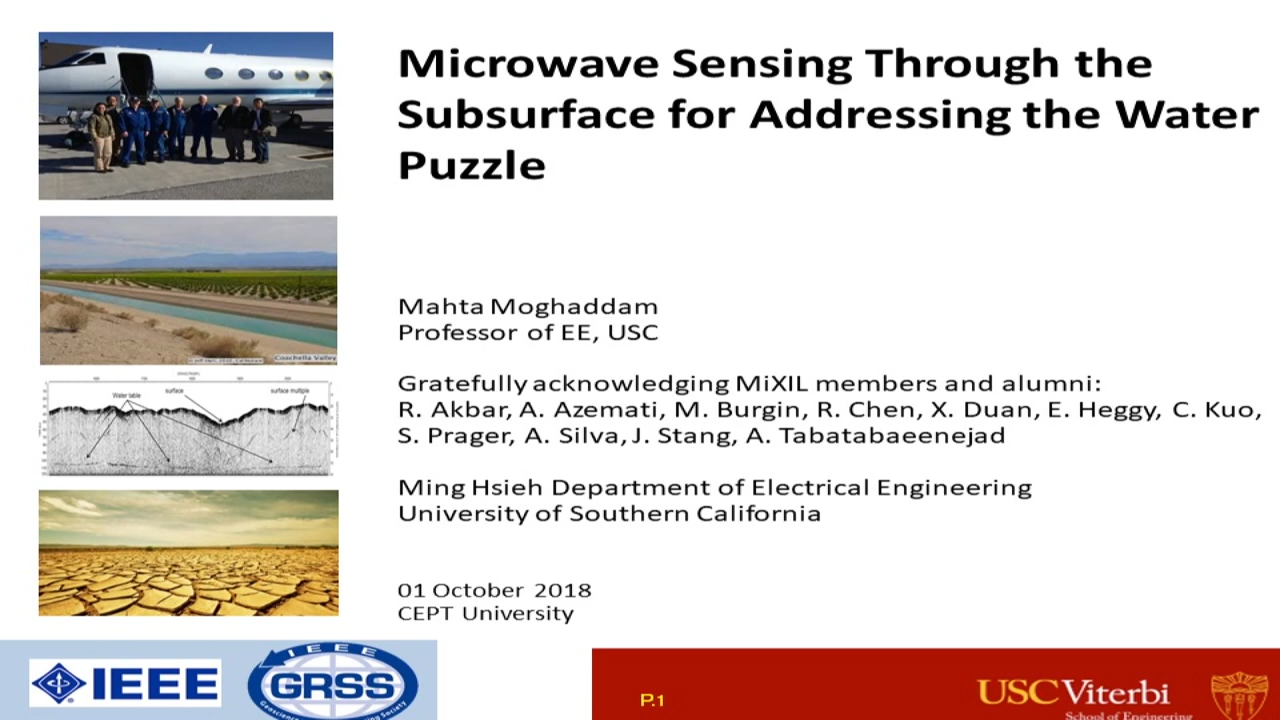 Microwave Sensing Through the
Subsurface for Addressing the Water
Puzzle
Mahta Moghaddam
Professor of EE, USC
Gratefully acknowledging MiXIL members and alumni:
R. Akbar, A. Azemati, M. Burgin, R. Chen, X. Duan, E. Heggy, C. Kuo,
S. Prager, A. Silva, J. Stang, A. Tabatabaeenejad
Ming Hsieh Department of Electrical Engineering
University of Southern California
01 October 2018
CEPT University
Coachella Valley
Water table
surface
surface multiple
IEEE
IEEE
GRSS
P.1
USC Viterbi
School of Engineering